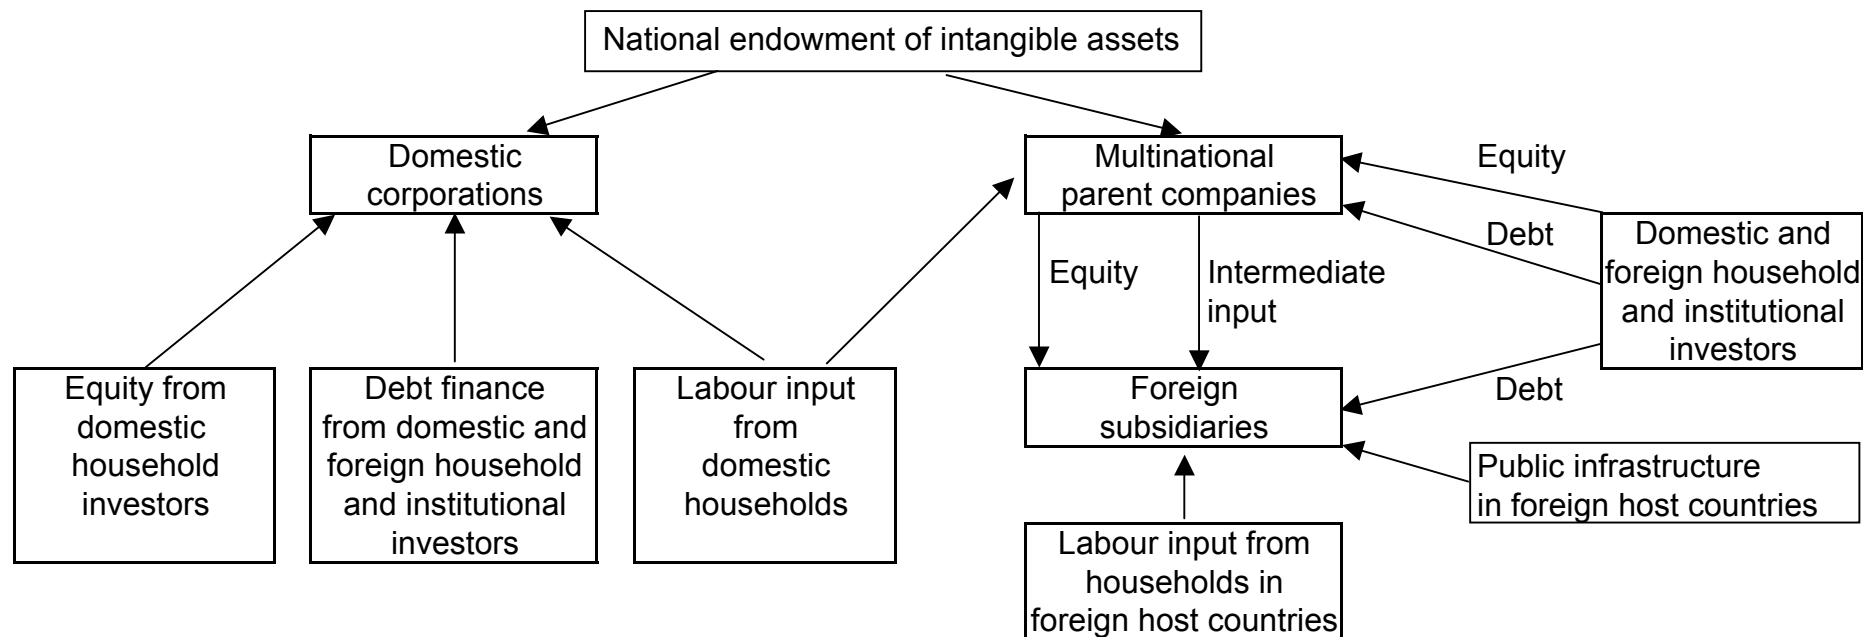 National endowment of intangible assets
Domestic
corporations
Multinational
parent companies
Equity
Debt
Domestic and
foreign household
and institutional
investors
Equity
Intermediate
input
Equity from
domestic
household
investors
Debt finance
from domestic and
foreign household
and institutional
investors
Labour input
from
domestic
households
Foreign
subsidiaries
Debt
Public infrastructure
in foreign host countries
Labour input from
households in
foreign host countries